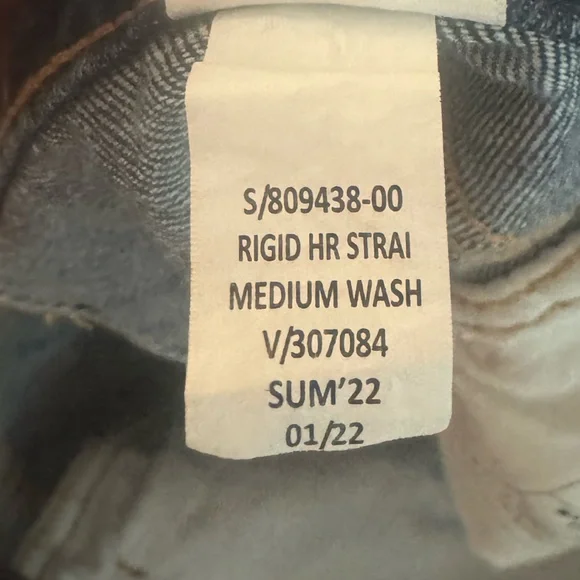 S/809438-00
RIGID HR STRAI
MEDIUM WASH
V/307084
SUM'22
01/22